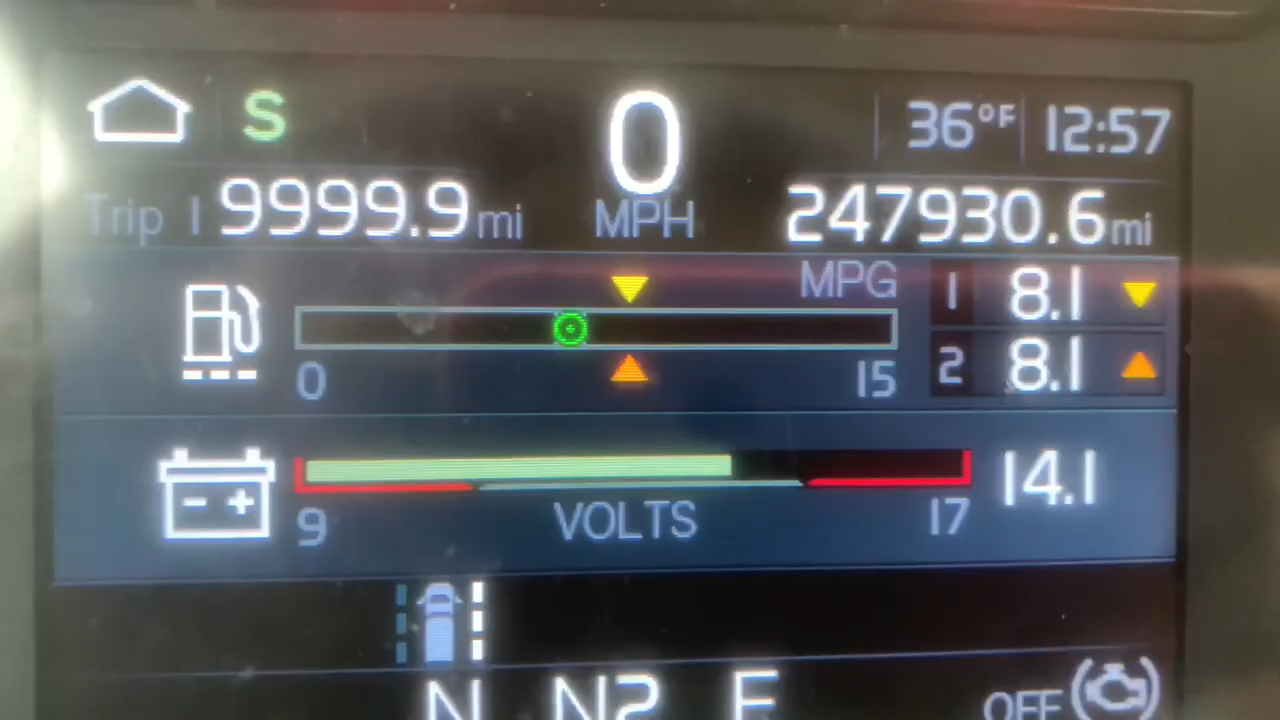 S 0 36°F 12:57
Trip 1 9999.9 mi MPH 247930.6 mi
MPG 1 8.1
0 15 2 8.1
- + 14.1
9 VOLTS 17
N N2 E OFF